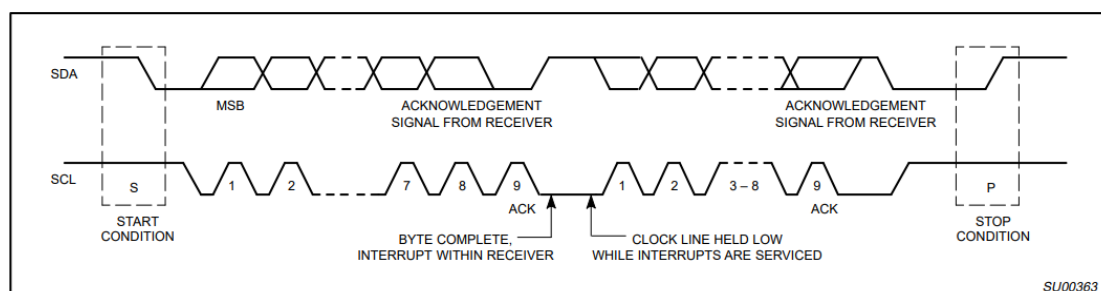 SDA
MSB
ACKNOWLEDGEMENT
SIGNAL FROM RECEIVER
ACKNOWLEDGEMENT
SIGNAL FROM RECEIVER
SCL
S
1
2
7
8
9
1
2
3 – 8
9
P
ACK
ACK
START
CONDITION
BYTE COMPLETE,
INTERRUPT WITHIN RECEIVER
CLOCK LINE HELD LOW
WHILE INTERRUPTS ARE SERVICED
STOP
CONDITION
SU00363